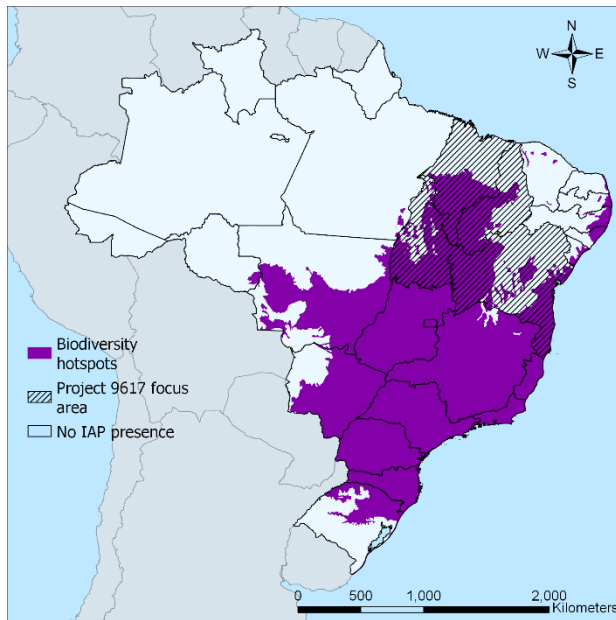 N
W E
S
Biodiversity
hotspots
Project 9617 focus
area
No IAP presence
0 500 1,000 2,000
Kilometers